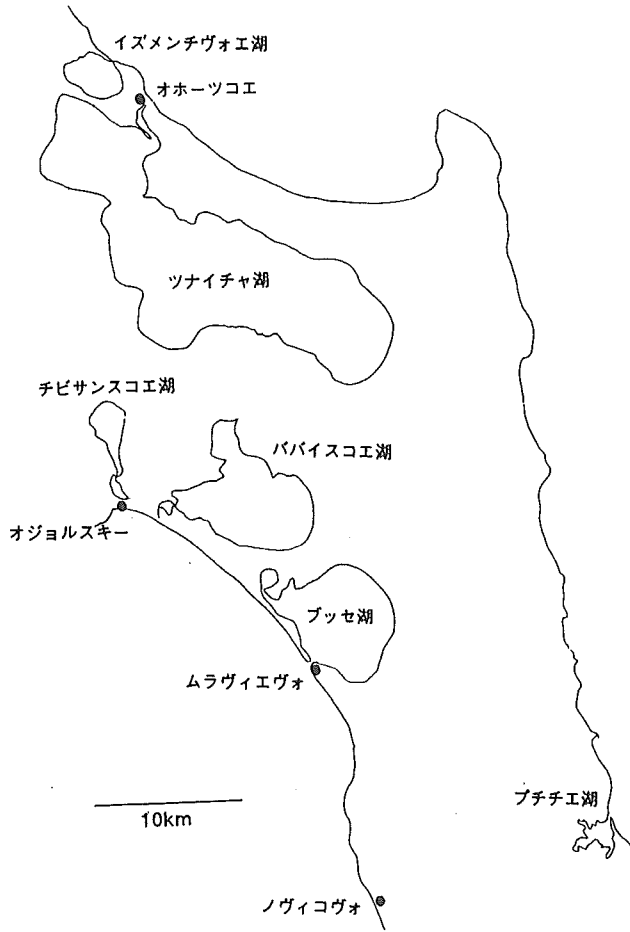 イズメンチヴォエ湖
オホーツコエ
ツナイチャ湖
チビサンスコエ湖
バハイスコエ湖
オジョルスキー
ブッセ湖
ムラヴィエヴォ
プチチエ湖
10km
ノヴィコヴォ